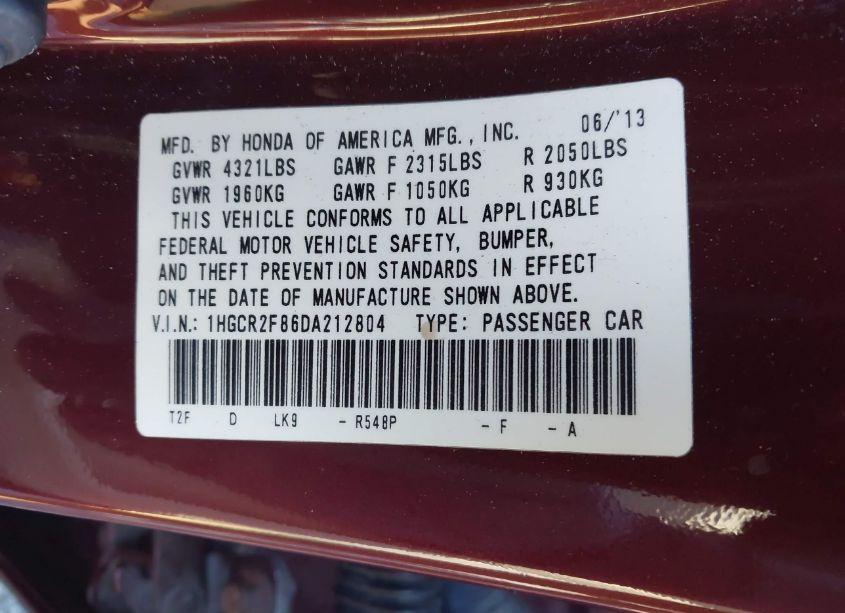 MFD. BY HONDA OF AMERICA MFG., INC. 06/'13
GVWR 4321LBS GAWR F 2315LBS R 2050LBS
GVWR 1960KG GAWR F 1050KG R 930KG
THIS VEHICLE CONFORMS TO ALL APPLICABLE
FEDERAL MOTOR VEHICLE SAFETY, BUMPER,
AND THEFT PREVENTION STANDARDS IN EFFECT
ON THE DATE OF MANUFACTURE SHOWN ABOVE.
V.I.N.: 1HGCR2F86DA212804 TYPE: PASSENGER CAR
T2F D LK9 - R548P - F - A